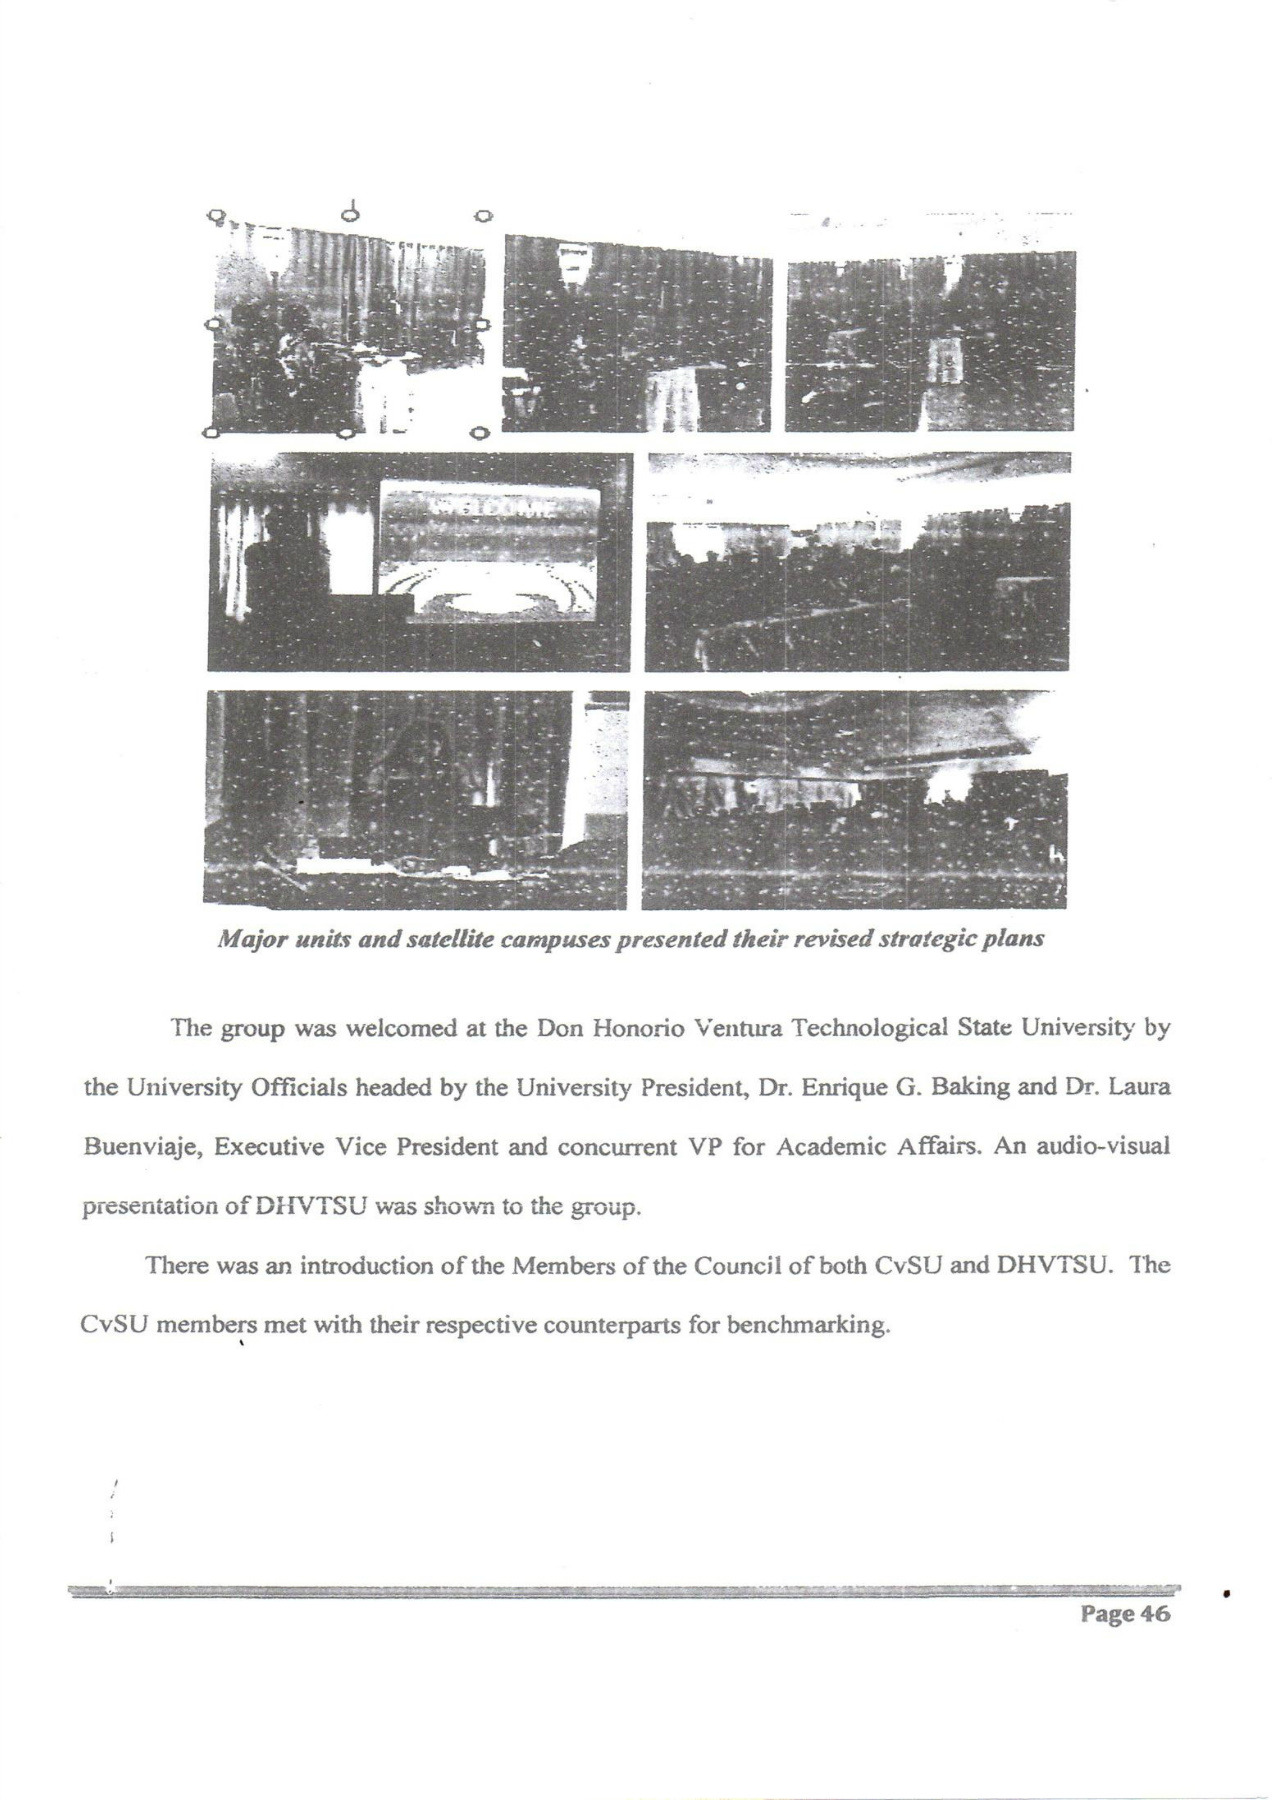 WELCOME
Major units and satellite campuses presented their revised strategic plans
The group was welcomed at the Don Honorio Ventura Technological State University by
the University Officials headed by the University President, Dr. Enrique G. Baking and Dr. Laura
Buenviaje, Executive Vice President and concurrent VP for Academic Affairs. An audio-visual
presentation of DHVTSU was shown to the group.
There was an introduction of the Members of the Council of both CvSU and DHVTSU. The
CvSU members met with their respective counterparts for benchmarking.
Page 46